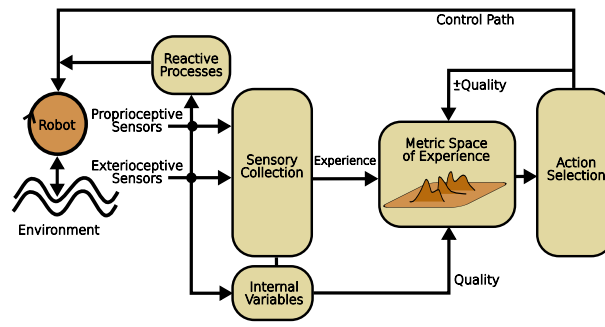 Control Path
Reactive
Processes
±Quality
Robot
Proprioceptive
Sensors
Exterioceptive
Sensors
Sensory
Collection
Experience
Metric Space
of Experience
Action
Selection
Environment
Internal
Variables
Quality